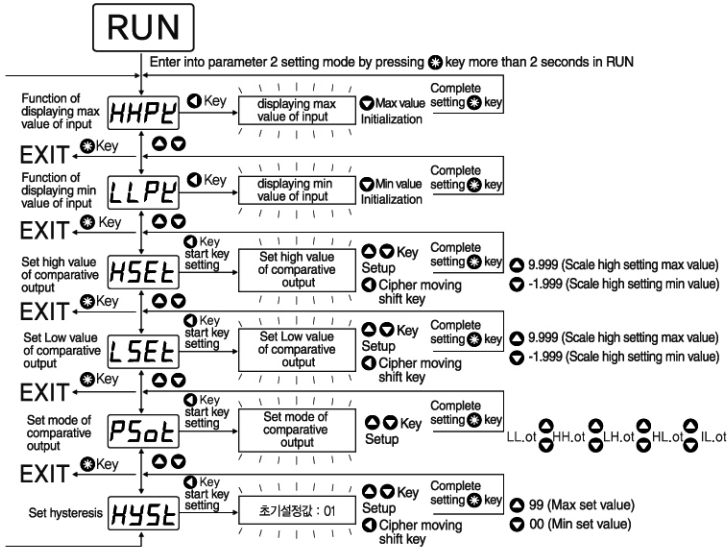 RUN
Enter into parameter 2 setting mode by pressing key more than 2 seconds in RUN
Function of
displaying max
value of input
HHPK
Key
displaying max
value of input
Max value
Initialization
Complete
setting key
EXIT
Key
Function of
displaying min
value of input
LLPK
Key
displaying min
value of input
Min value
Initialization
Complete
setting key
EXIT
Key
Set high value
of comparative
output
HSEt
Key
start key
setting
Set high value
of comparative
output
Key
Setup
Cipher moving
shift key
Complete
setting key
9.999 (Scale high setting max value)
-1.999 (Scale high setting min value)
EXIT
Key
Set Low value
of comparative
output
LSEt
Key
start key
setting
Set Low value
of comparative
output
Key
Setup
Cipher moving
shift key
Complete
setting key
9.999 (Scale high setting max value)
-1.999 (Scale high setting min value)
EXIT
Key
Set mode of
comparative
output
PSot
Key
start key
setting
Set mode of
comparative
output
Key
Setup
Complete
setting key
LL.ot HH.ot LH.ot HL.ot IL.ot
EXIT
Key
Set hysteresis
HYSt
Key
start key
setting
초기설정값 : 01
Key
Setup
Cipher moving
shift key
Complete
setting key
99 (Max set value)
00 (Min set value)